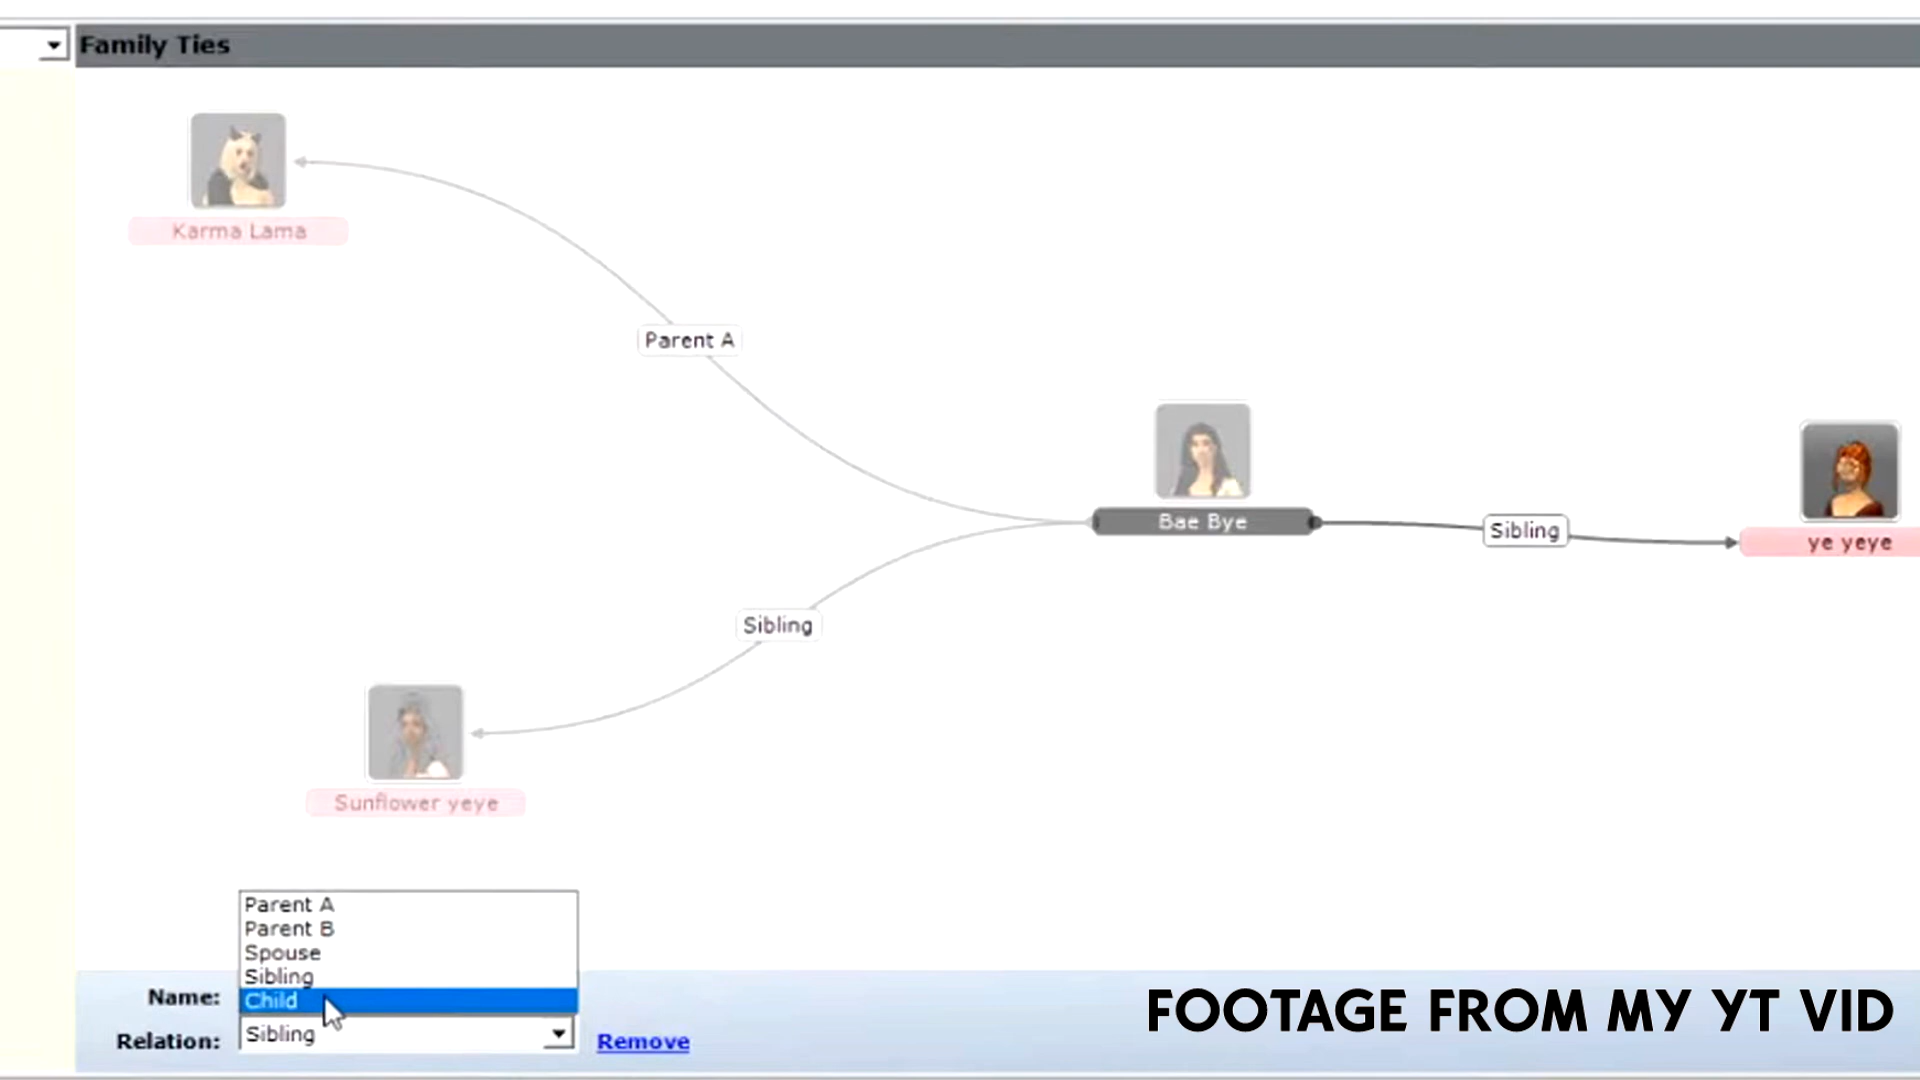 Family Ties
Karma Lama
Parent A
Bae Bye
Sibling
ye yeye
Sibling
Sunflower yeye
Parent A
Parent B
Spouse
Sibling
Name:
Child
Relation:
Sibling
Remove
FOOTAGE FROM MY YT VID